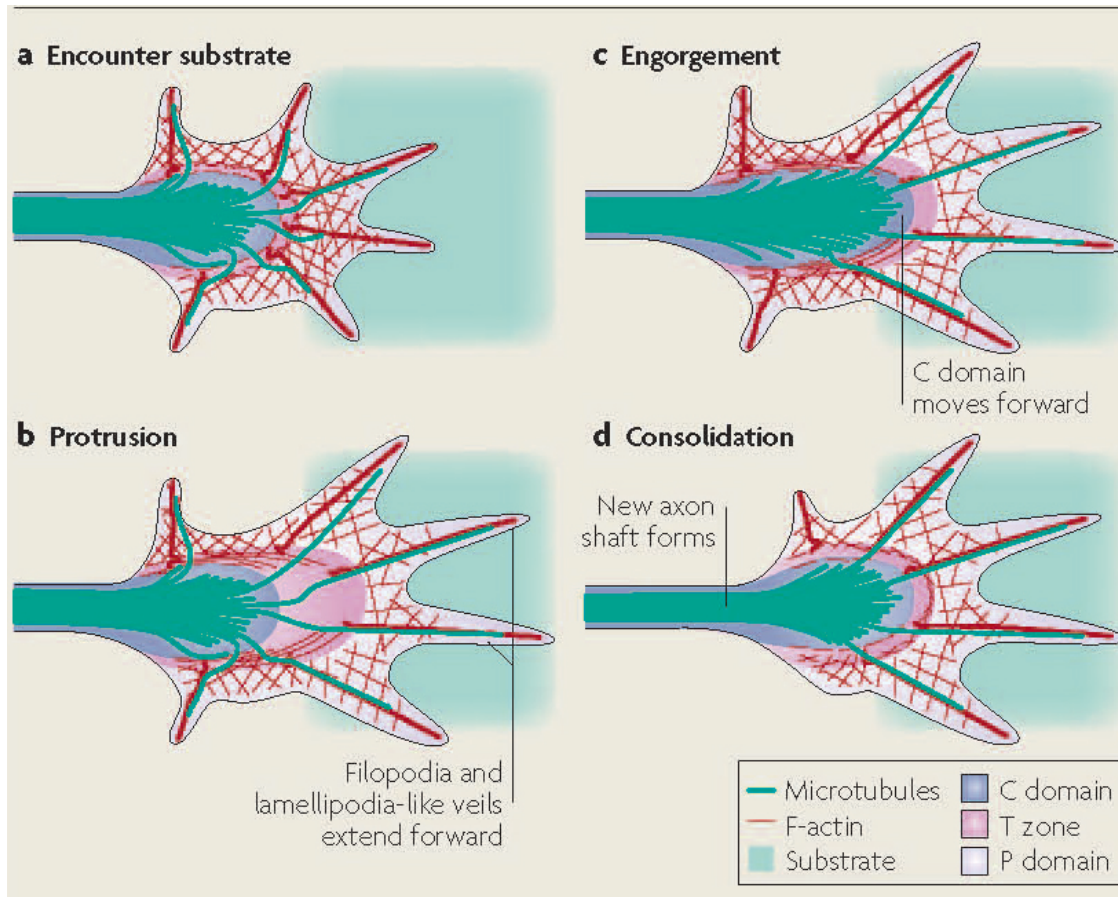 a Encounter substrate
b Protrusion
Filopodia and
lamellipodia-like veils
extend forward
c Engorgement
C domain
moves forward
d Consolidation
New axon
shaft forms
Microtubules
F-actin
Substrate
C domain
T zone
P domain